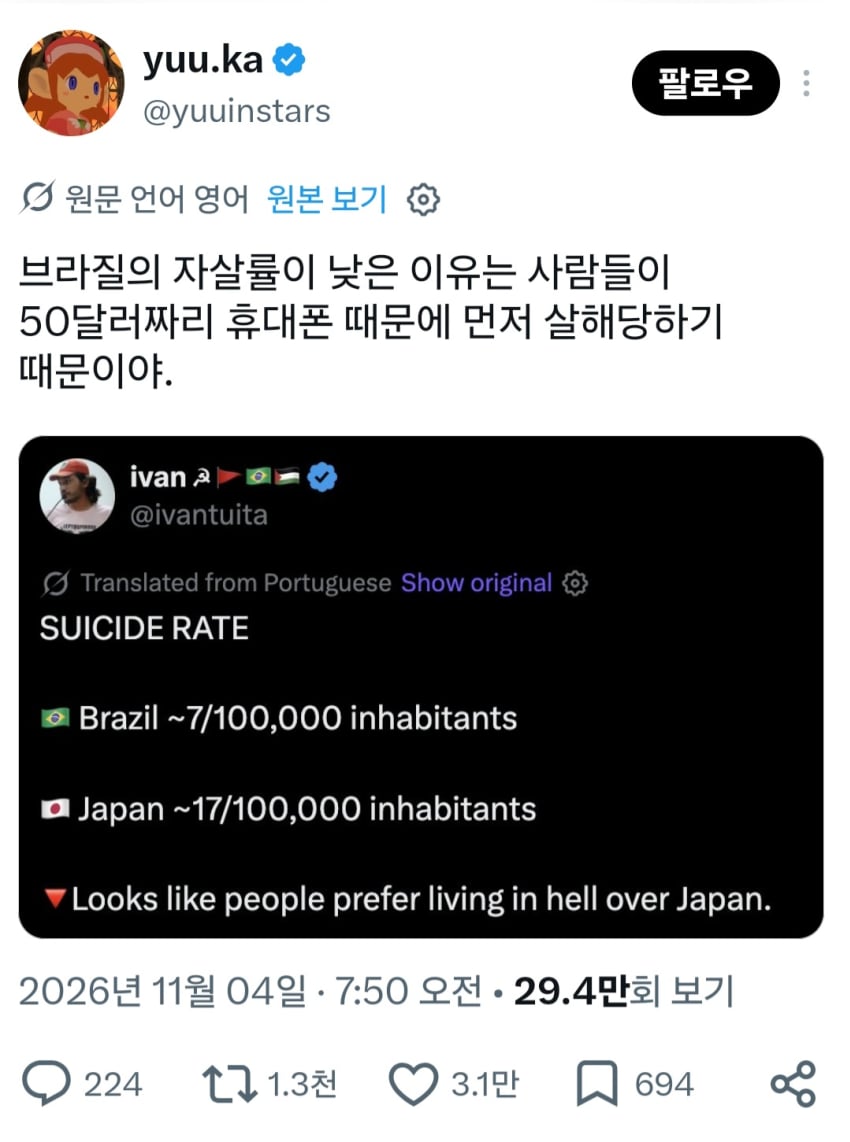 yuu.ka
@yuuinstars
팔로우
원문 언어 영어 원본 보기
브라질의 자살률이 낮은 이유는 사람들이
50달러짜리 휴대폰 때문에 먼저 살해당하기
때문이야.
ivan ☭🚩🇧🇷🇵🇸
@ivantuita
Translated from Portuguese Show original
SUICIDE RATE
🇧🇷 Brazil ~7/100,000 inhabitants
🇯🇵 Japan ~17/100,000 inhabitants
🔻Looks like people prefer living in hell over Japan.
2026년 11월 04일 · 7:50 오전 • 29.4만회 보기
224 1.3천 3.1만 694